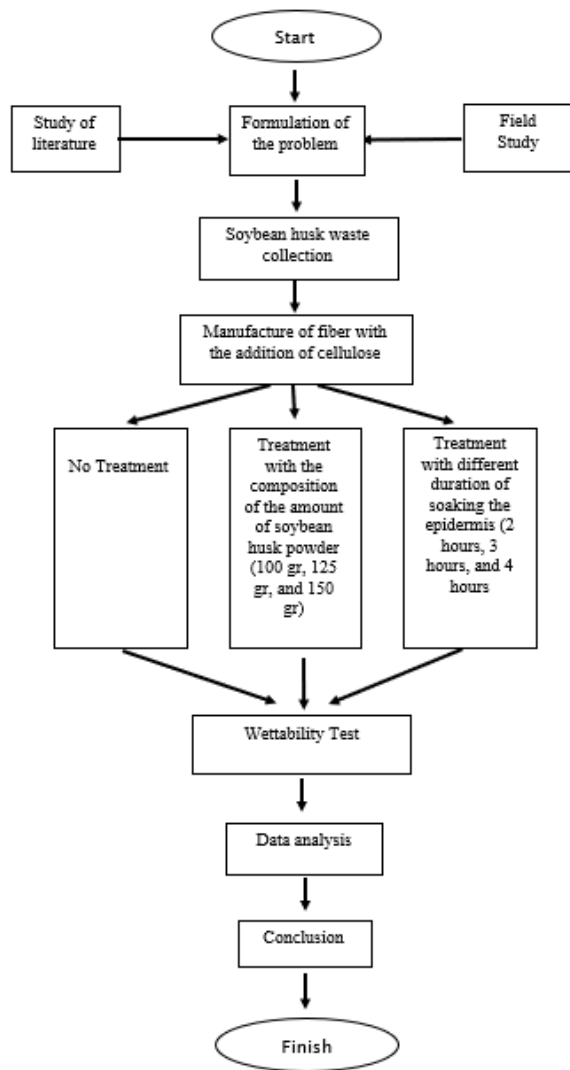 Start
Study of
literature
Formulation of
the problem
Field
Study
Soybean husk waste
collection
Manufacture of fiber with
the addition of cellulose
No Treatment
Treatment
with the
composition
of the amount
of soybean
husk powder
(100 gr, 125
gr, and 150
gr)
Treatment
with different
duration of
soaking the
epidermis (2
hours, 3
hours, and 4
hours
Wettability Test
Data analysis
Conclusion
Finish